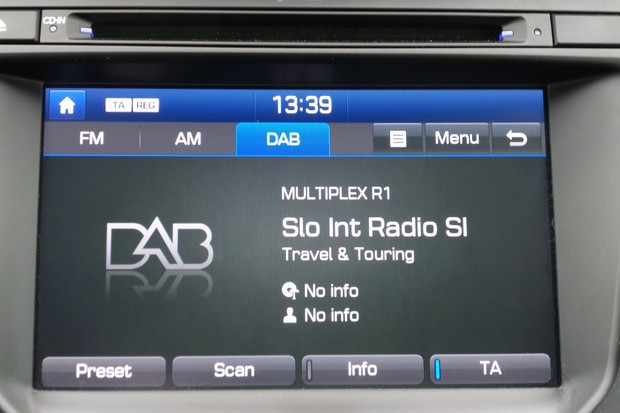 CD-IN
TA REG 13:39
FM AM DAB Menu
MULTIPLEX R1
DAB
Slo Int Radio SI
Travel & Touring
No info
No info
Preset Scan Info TA